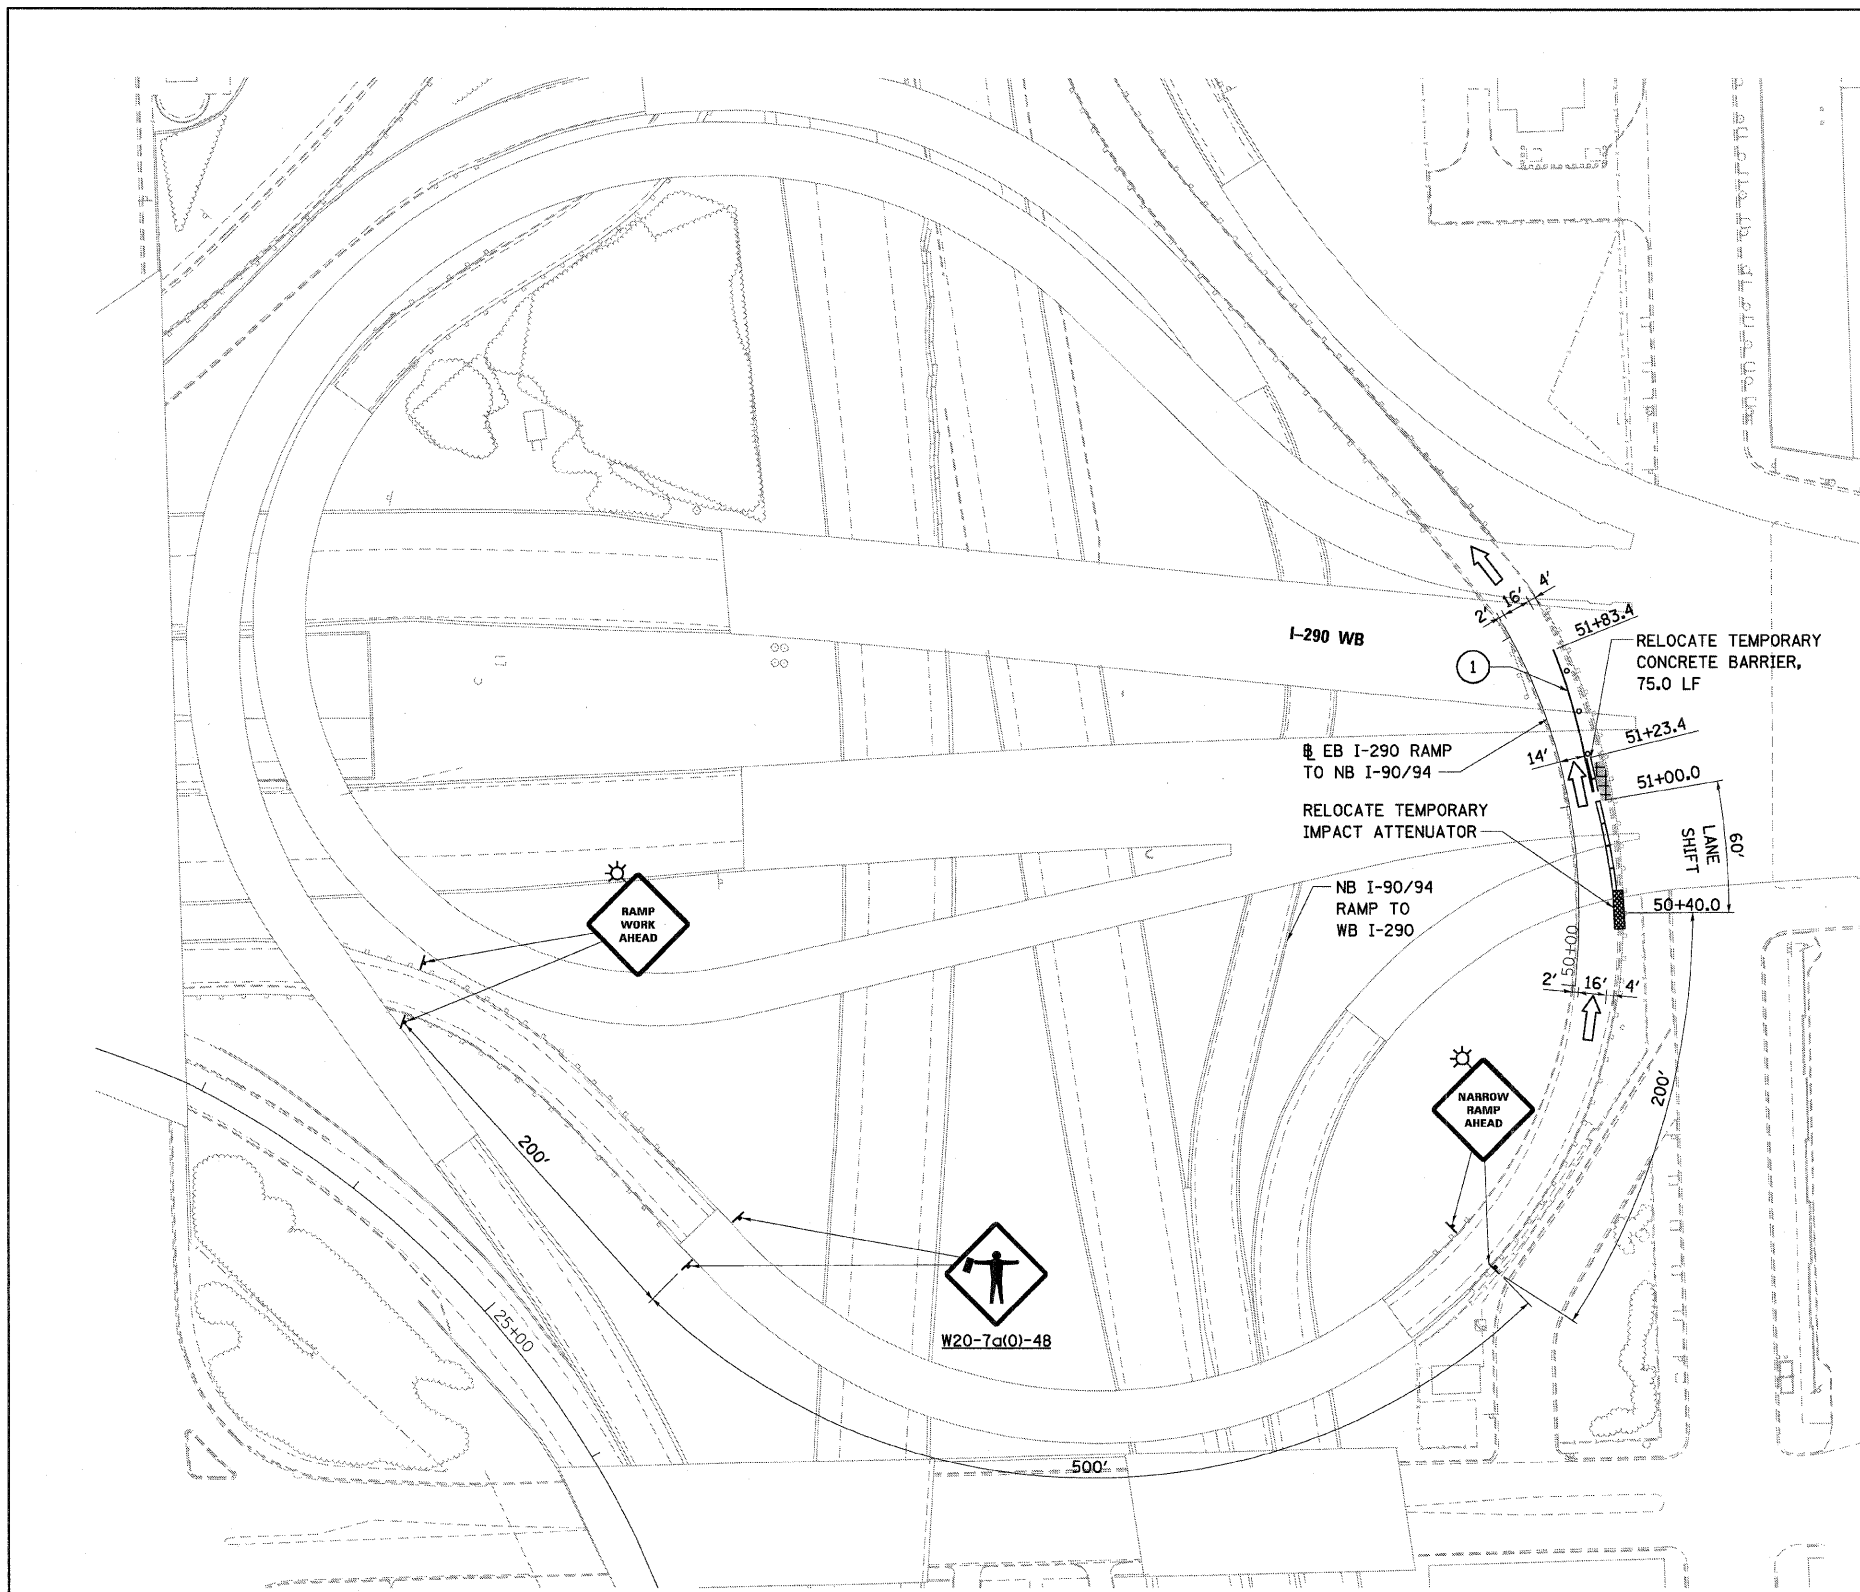 4'
16'
2'
51+83.4
I-290 WB
RELOCATE TEMPORARY
CONCRETE BARRIER,
75.0 LF
1
51+23.4
EB I-290 RAMP
TO NB I-90/94
14'
51+00.0
RELOCATE TEMPORARY
IMPACT ATTENUATOR
60'
LANE
SHIFT
NB I-90/94
RAMP TO
WB I-290
50+40.0
50+00
RAMP
WORK
AHEAD
2'
16'
4'
NARROW
RAMP
AHEAD
200'
200'
W20-7a(O)-48
25+00
500'